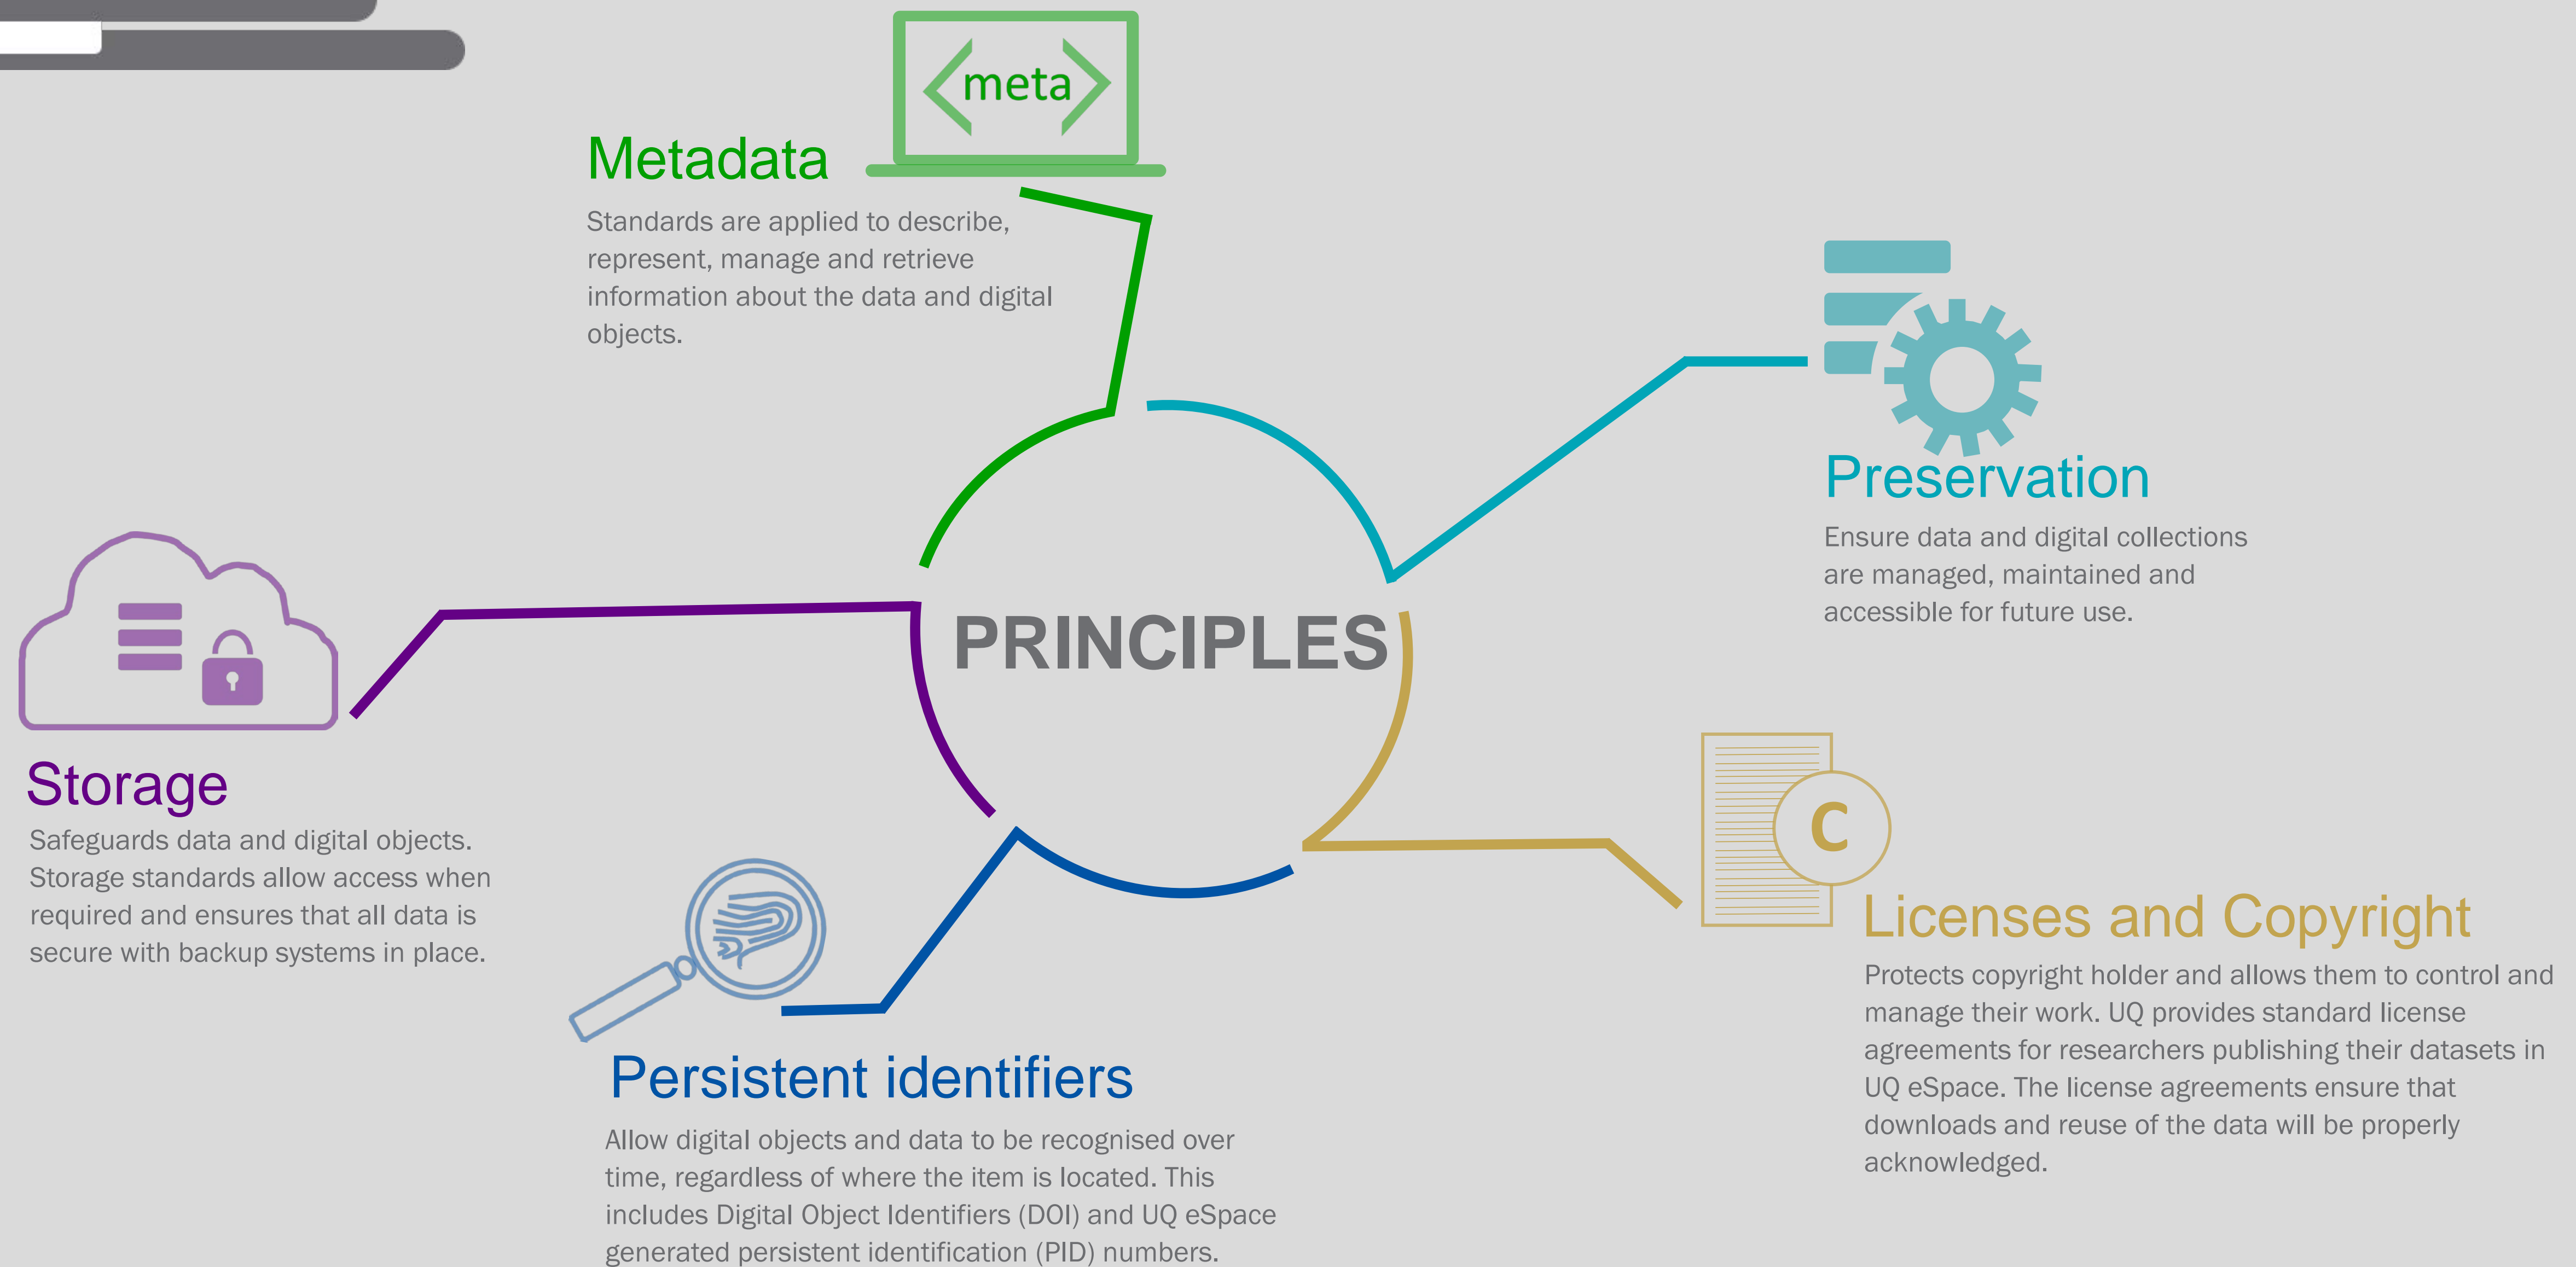 <meta>
Metadata
Standards are applied to describe,
represent, manage and retrieve
information about the data and digital
objects.
Preservation
Ensure data and digital collections
are managed, maintained and
accessible for future use.
PRINCIPLES
Storage
Safeguards data and digital objects.
Storage standards allow access when
required and ensures that all data is
secure with backup systems in place.
C
Licenses and Copyright
Protects copyright holder and allows them to control and
manage their work. UQ provides standard license
agreements for researchers publishing their datasets in
UQ eSpace. The license agreements ensure that
downloads and reuse of the data will be properly
acknowledged.
Persistent identifiers
Allow digital objects and data to be recognised over
time, regardless of where the item is located. This
includes Digital Object Identifiers (DOI) and UQ eSpace
generated persistent identification (PID) numbers.